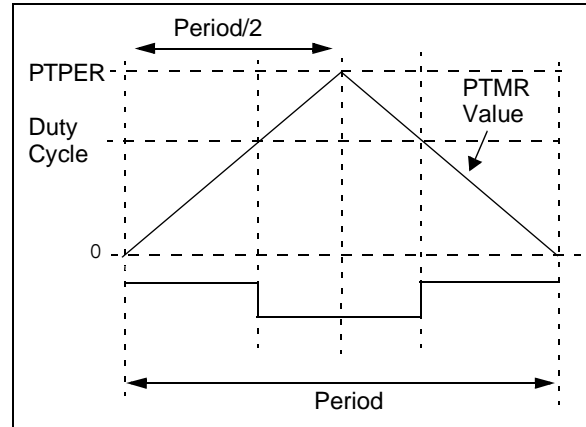 Period/2
PTPER
PTMR
Value
Duty
Cycle
0
Period